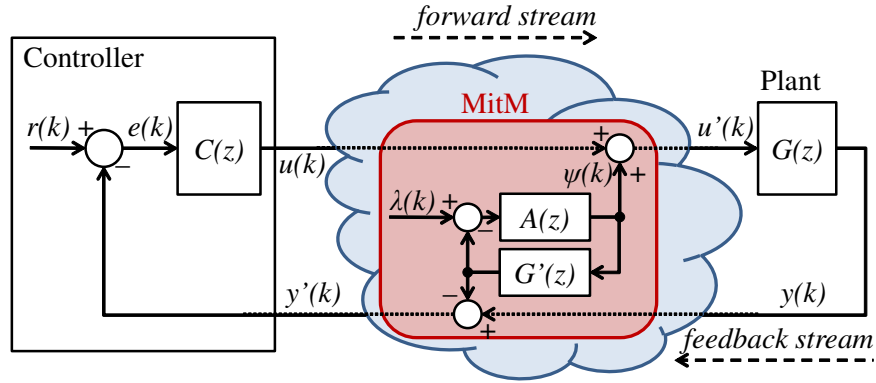 forward stream
Controller
MitM
Plant
r(k) + e(k) C(z) u(k) + u'(k) G(z)
−
ψ(k) +
λ(k) + − A(z)
G'(z)
y'(k) − + y(k)
feedback stream